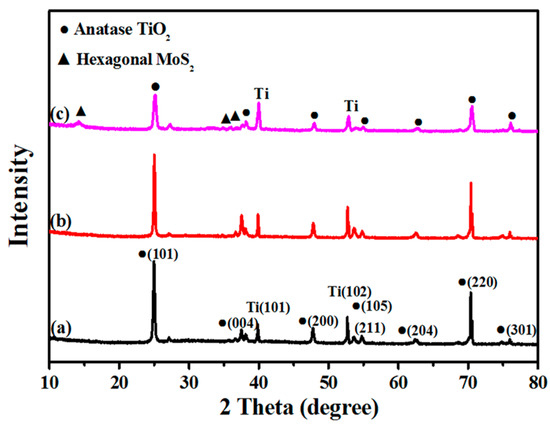 ● Anatase TiO₂
▲ Hexagonal MoS₂
Intensity
(c)
Ti
Ti
(b)
(a)
(101)
(004)
Ti(101)
(200)
Ti(102)
(105)
(211)
(204)
(220)
(301)
10 20 30 40 50 60 70 80
2 Theta (degree)